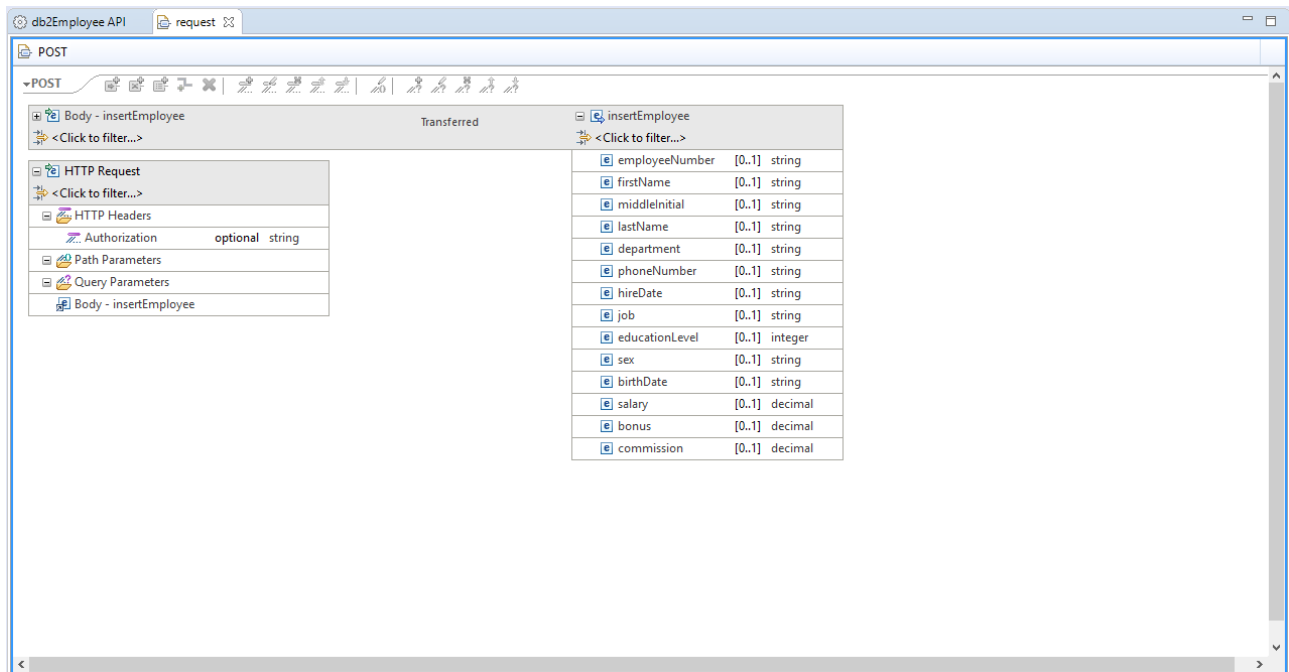 db2Employee API request
POST
POST
Body - insertEmployee
<Click to filter...>
Transferred
insertEmployee
<Click to filter...>
HTTP Request
<Click to filter...>
HTTP Headers
Authorization optional string
Path Parameters
Query Parameters
Body - insertEmployee
employeeNumber [0..1] string
firstName [0..1] string
middleInitial [0..1] string
lastName [0..1] string
department [0..1] string
phoneNumber [0..1] string
hireDate [0..1] string
job [0..1] string
educationLevel [0..1] integer
sex [0..1] string
birthDate [0..1] string
salary [0..1] decimal
bonus [0..1] decimal
commission [0..1] decimal